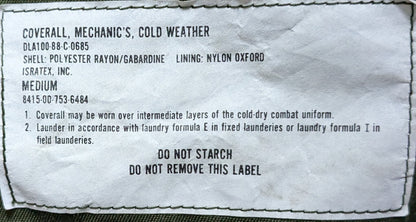 COVERALL, MECHANIC'S, COLD WEATHER
DLA100-88-C-0685
SHELL: POLYESTER RAYON/GABARDINE LINING: NYLON OXFORD
ISRATEX, INC.
MEDIUM
8415-00-753-6484
1. Coverall may be worn over intermediate layers of the cold-dry combat uniform.
2. Launder in accordance with laundry formula E in fixed launderies or laundry formula I in
field launderies.
DO NOT STARCH
DO NOT REMOVE THIS LABEL